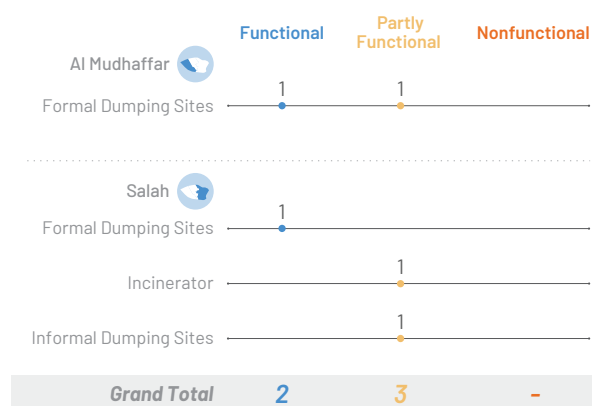 Functional Partly Functional Nonfunctional
Al Mudhaffar
1 1
Formal Dumping Sites
Salah
1
Formal Dumping Sites
1
Incinerator
1
Informal Dumping Sites
Grand Total 2 3 -